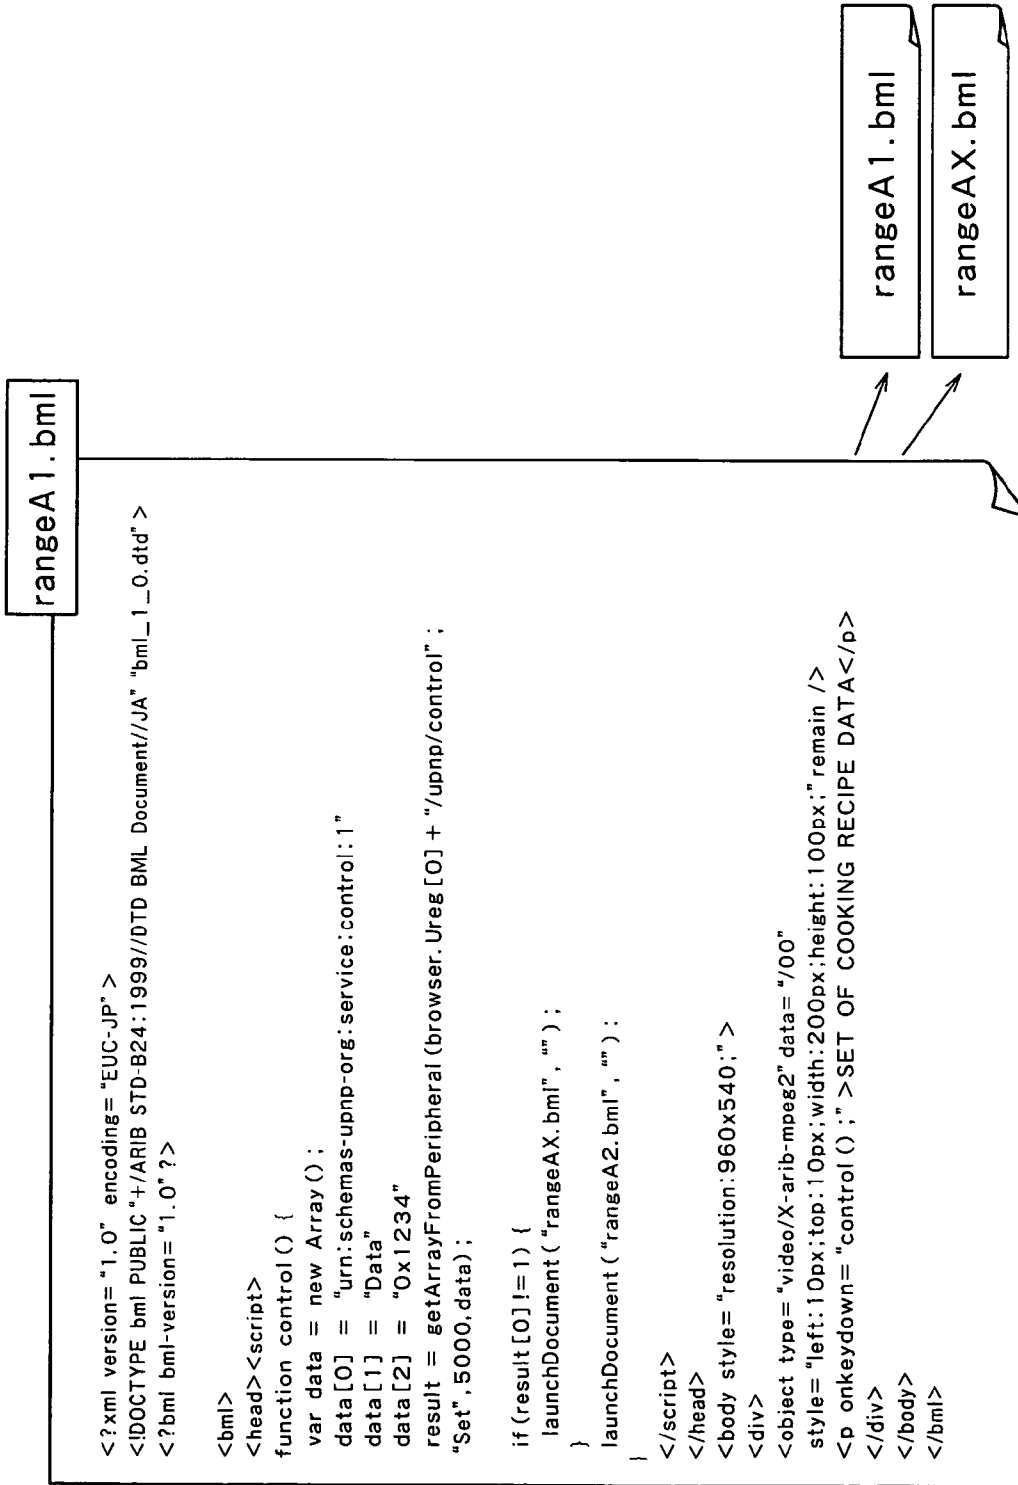 rangeA1.bml
<?xml version="1.0" encoding="EUC-JP">
<!DOCTYPE bml PUBLIC"+/ARIB STD-B24:1999//DTD BML Document//JA" "bml_1_0.dtd">
<?bml bml-version="1.0"?>
<bml>
<head><script>
function control() {
var data = new Array();
data[0] = "urn:schemas-upnp-org:service:control:1"
data[1] = "Data"
data[2] = "0x1234"
result = getArrayFromPeripheral(browser.Ureg[0] + "/upnp/control";
"Set",5000,data);
if(result[0]!=1) {
launchDocument("rangeAX.bml", "");
}
launchDocument("rangeA2.bml", ""):
}
</script>
</head>
<body style="resolution:960x540;">
<div>
<object type="video/X-arib-mpeg2" data="/00"
style="left:10px;top:10px;width:200px;height:100px;"remain />
<p onkeydown="control();">SET OF COOKING RECIPE DATA</p>
</div>
</body>
</bml>
rangeA1.bml
rangeAX.bml